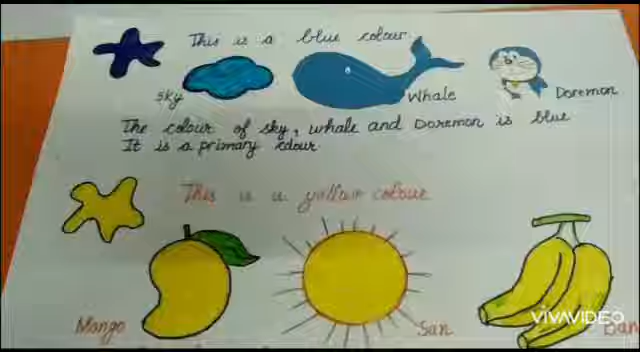 This is a blue colour.
Sky
Whale
Doremon
The colour of sky, whale and Doremon is blue
It is a primary colour.
This is a yellow colour
Mango
Sun
Ban
VIVAVIDEO